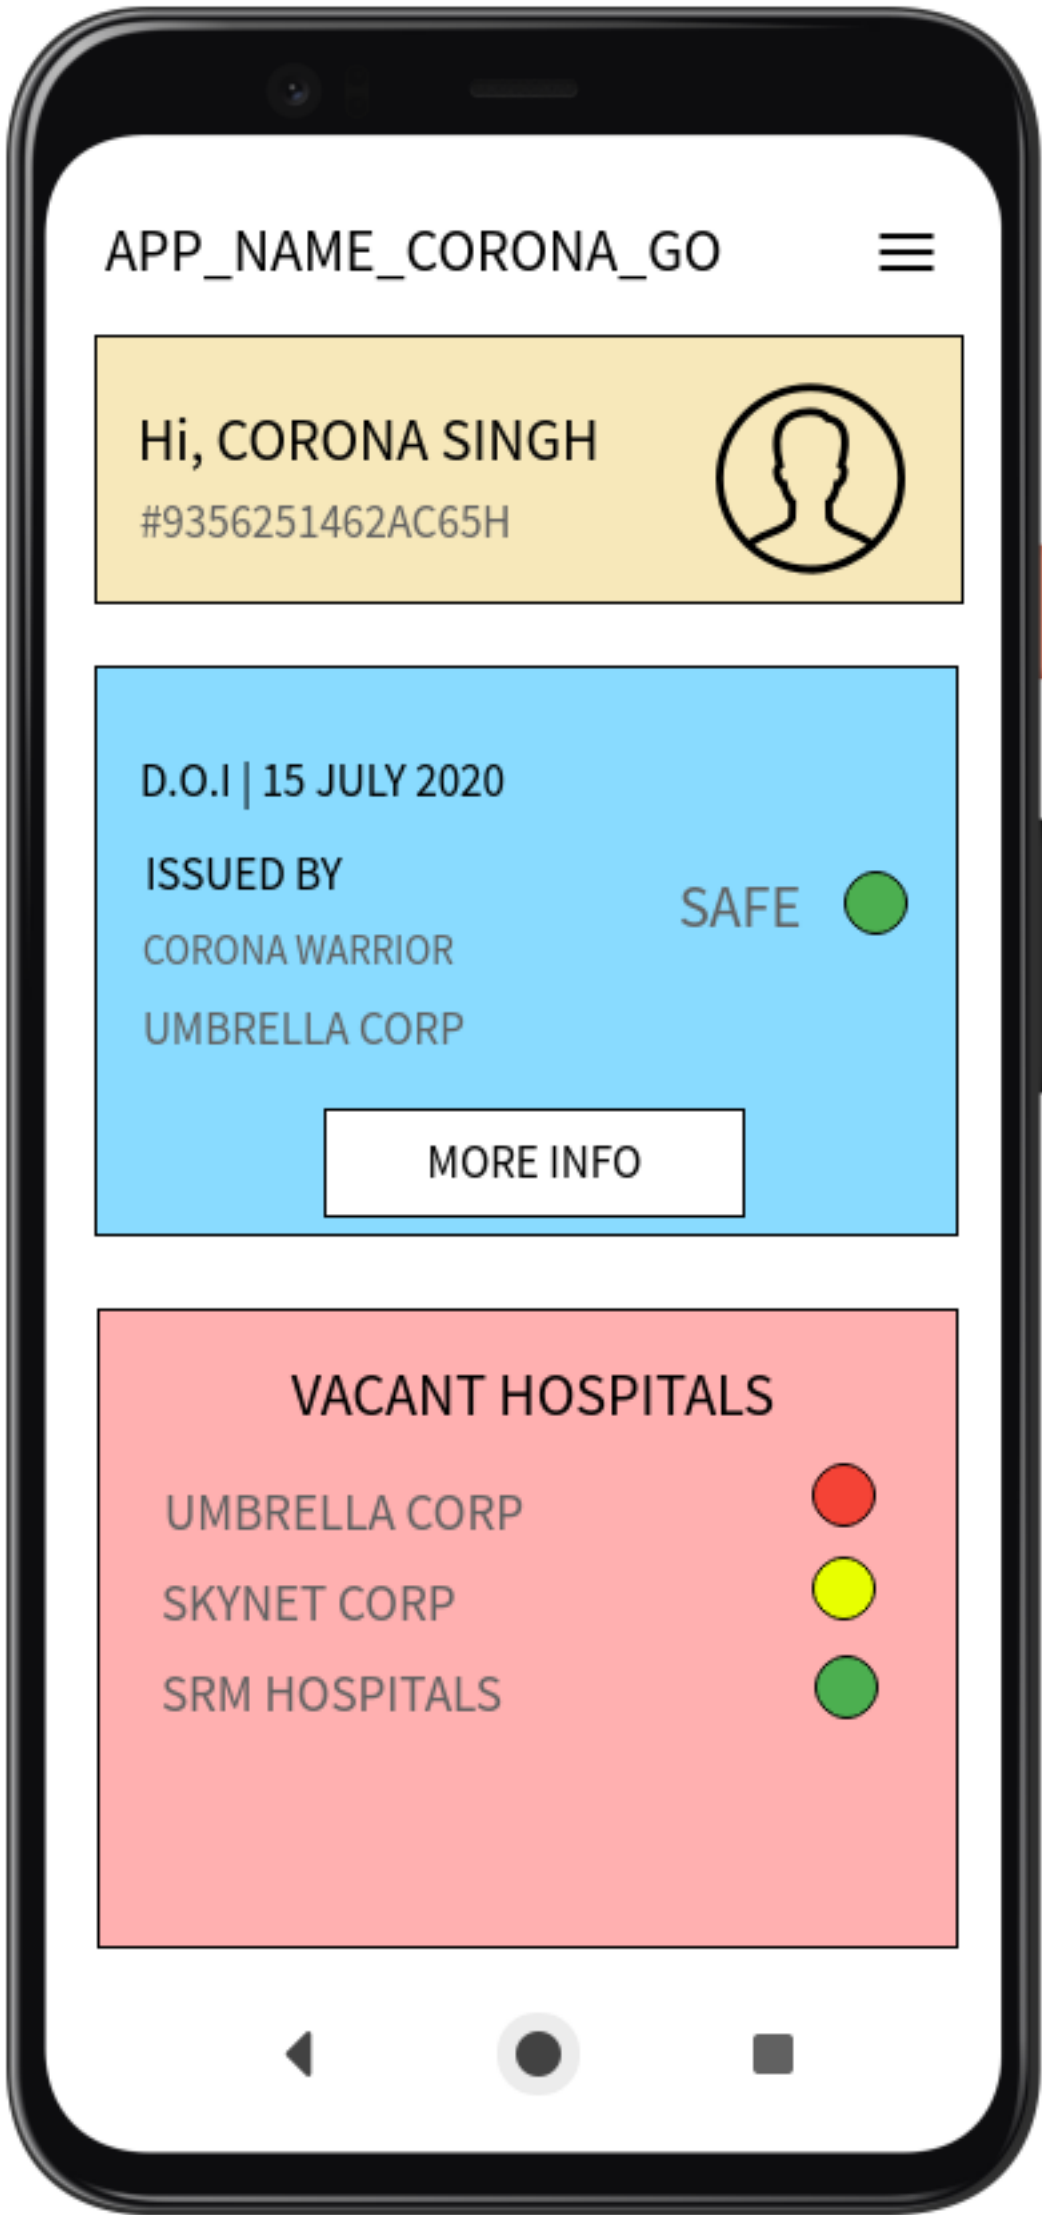 APP_NAME_CORONA_GO
Hi, CORONA SINGH
#9356251462AC65H
D.O.I | 15 JULY 2020
ISSUED BY
CORONA WARRIOR
UMBRELLA CORP
SAFE
MORE INFO
VACANT HOSPITALS
UMBRELLA CORP
SKYNET CORP
SRM HOSPITALS